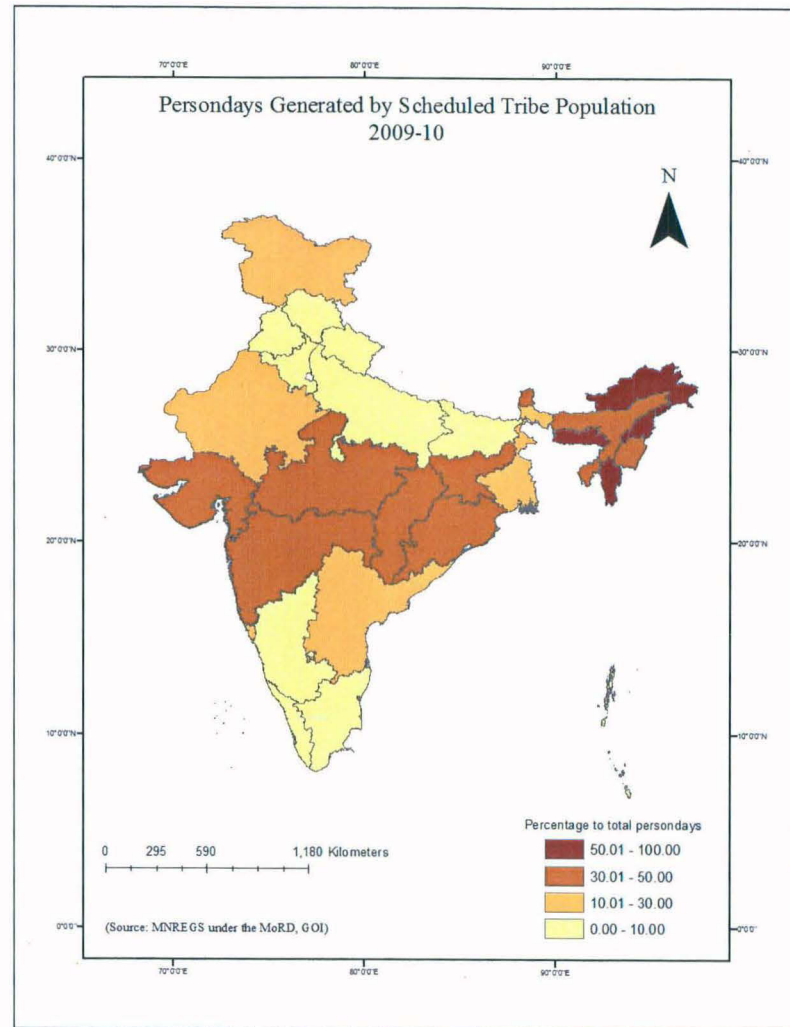 70°0'0"E
80°0'0"E
90°0'0"E
Persondays Generated by Scheduled Tribe Population
2009-10
40°0'0"N
40°0'0"N
N
30°0'0"N
30°0'0"N
20°0'0"N
20°0'0"N
10°0'0"N
10°0'0"N
Percentage to total persondays
50.01 - 100.00
30.01 - 50.00
10.01 - 30.00
0.00 - 10.00
0 295 590 1,180 Kilometers
(Source: MNREGS under the MoRD, GOI)
0°0'0"
0°0'0"
70°0'0"E
80°0'0"E
90°0'0"E